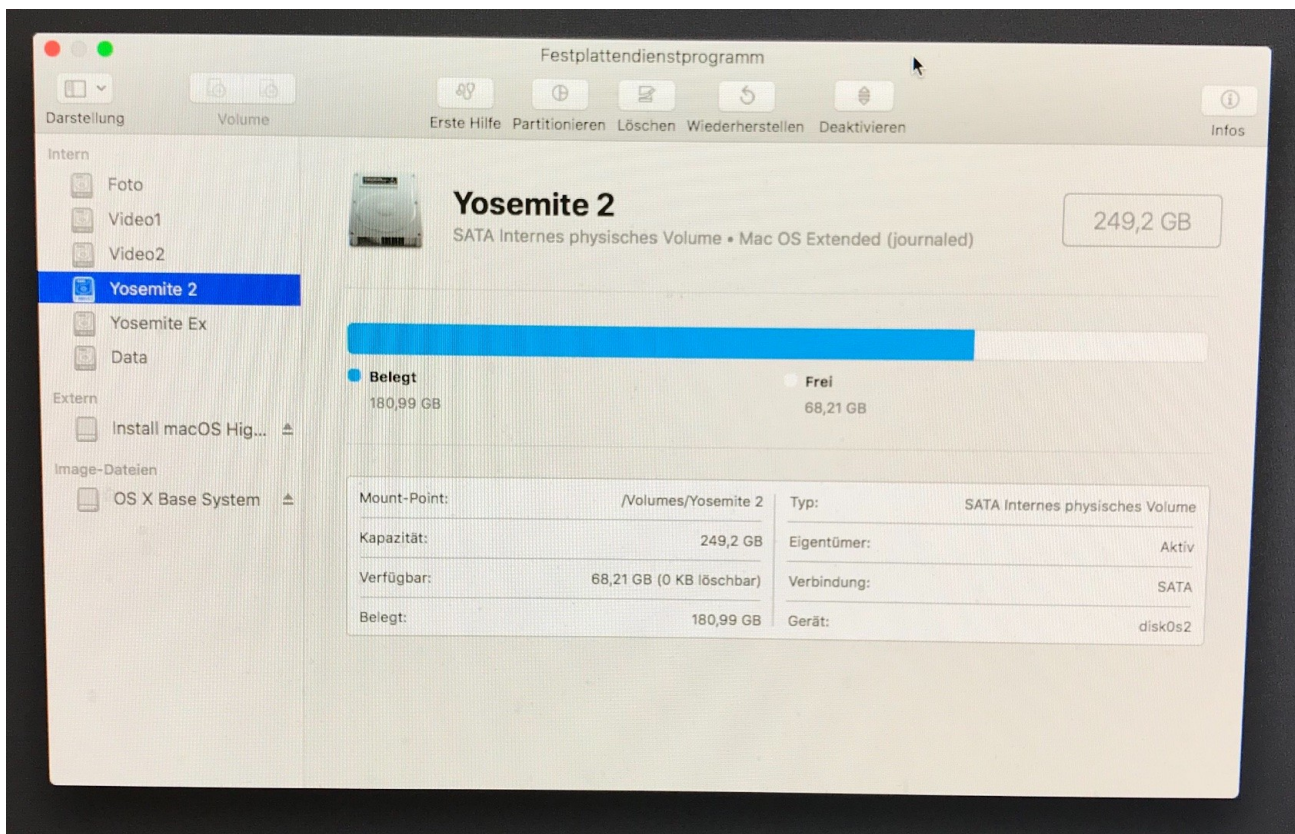 Festplattendienstprogramm
Darstellung
Volume
Erste Hilfe
Partitionieren
Löschen
Wiederherstellen
Deaktivieren
Infos
Intern
Foto
Video1
Video2
Yosemite 2
Yosemite Ex
Data
Extern
Install macOS Hig...
Image-Dateien
OS X Base System
Yosemite 2
SATA Internes physisches Volume • Mac OS Extended (journaled)
249,2 GB
Belegt
180,99 GB
Frei
68,21 GB
Mount-Point: /Volumes/Yosemite 2
Kapazität: 249,2 GB
Verfügbar: 68,21 GB (0 KB löschbar)
Belegt: 180,99 GB
Typ: SATA Internes physisches Volume
Eigentümer: Aktiv
Verbindung: SATA
Gerät: disk0s2